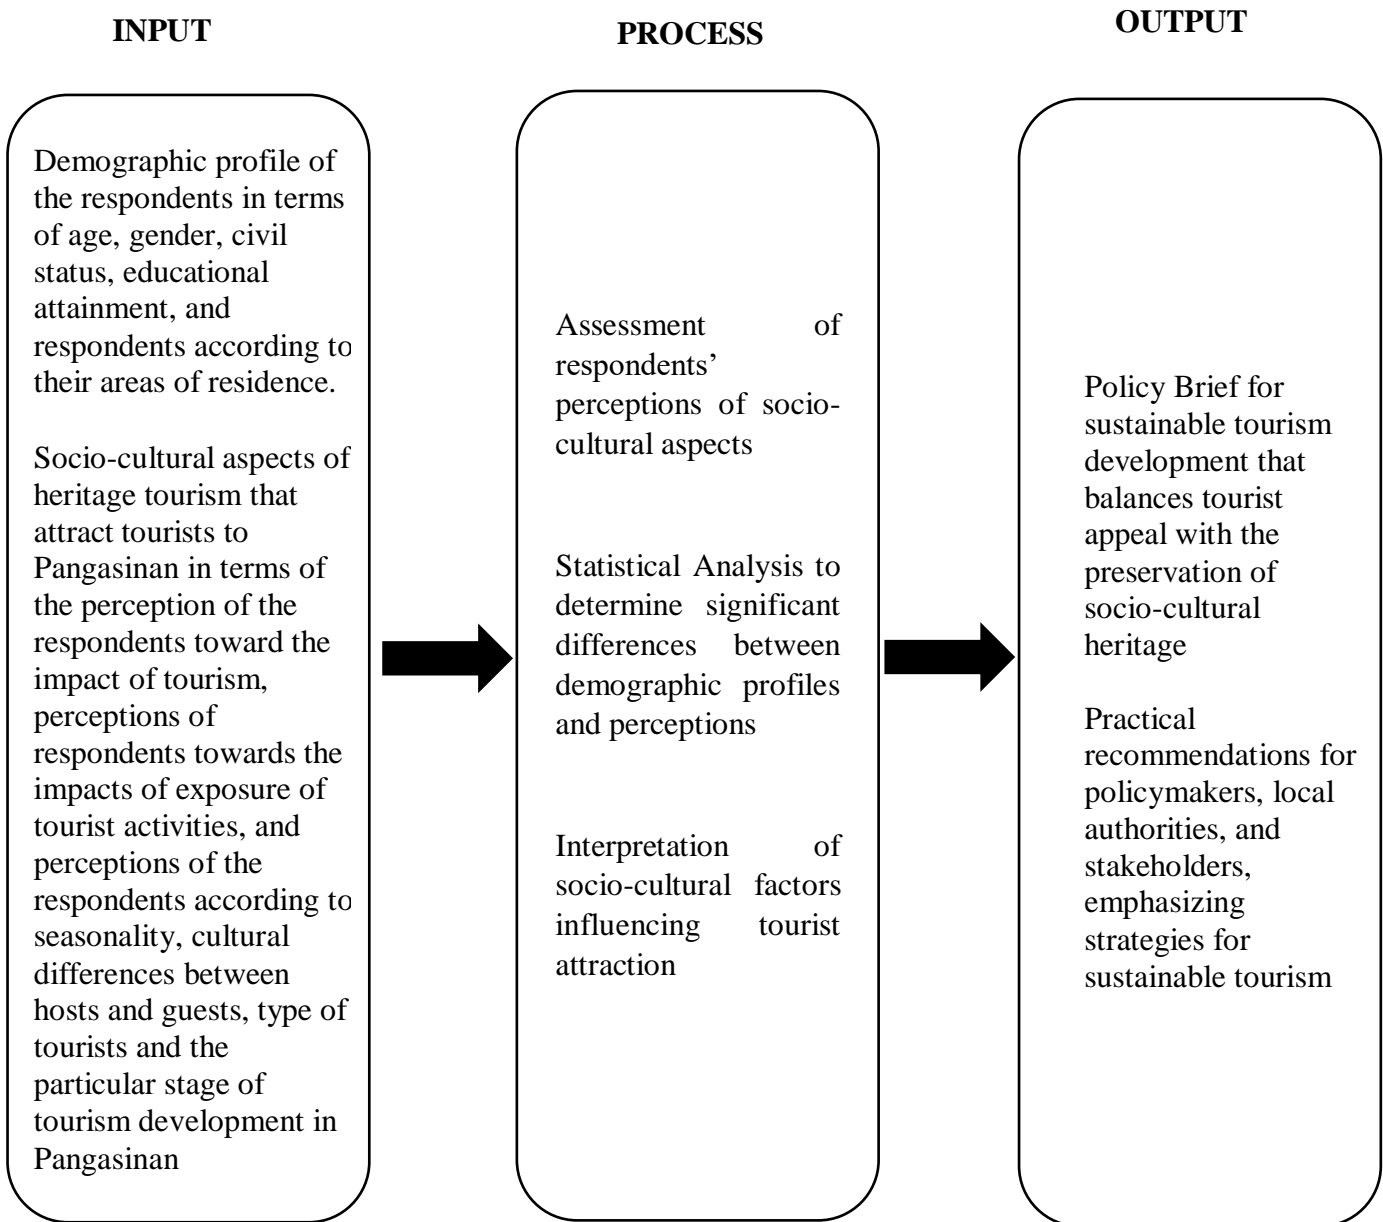 INPUT
PROCESS
OUTPUT
Demographic profile of
the respondents in terms
of age, gender, civil
status, educational
attainment, and
respondents according to
their areas of residence.
Socio-cultural aspects of
heritage tourism that
attract tourists to
Pangasinan in terms of
the perception of the
respondents toward the
impact of tourism,
perceptions of
respondents towards the
impacts of exposure of
tourist activities, and
perceptions of the
respondents according to
seasonality, cultural
differences between
hosts and guests, type of
tourists and the
particular stage of
tourism development in
Pangasinan
Assessment of
respondents’
perceptions of socio-
cultural aspects
Statistical Analysis to
determine significant
differences between
demographic profiles
and perceptions
Interpretation of
socio-cultural factors
influencing tourist
attraction
Policy Brief for
sustainable tourism
development that
balances tourist
appeal with the
preservation of
socio-cultural
heritage
Practical
recommendations for
policymakers, local
authorities, and
stakeholders,
emphasizing
strategies for
sustainable tourism